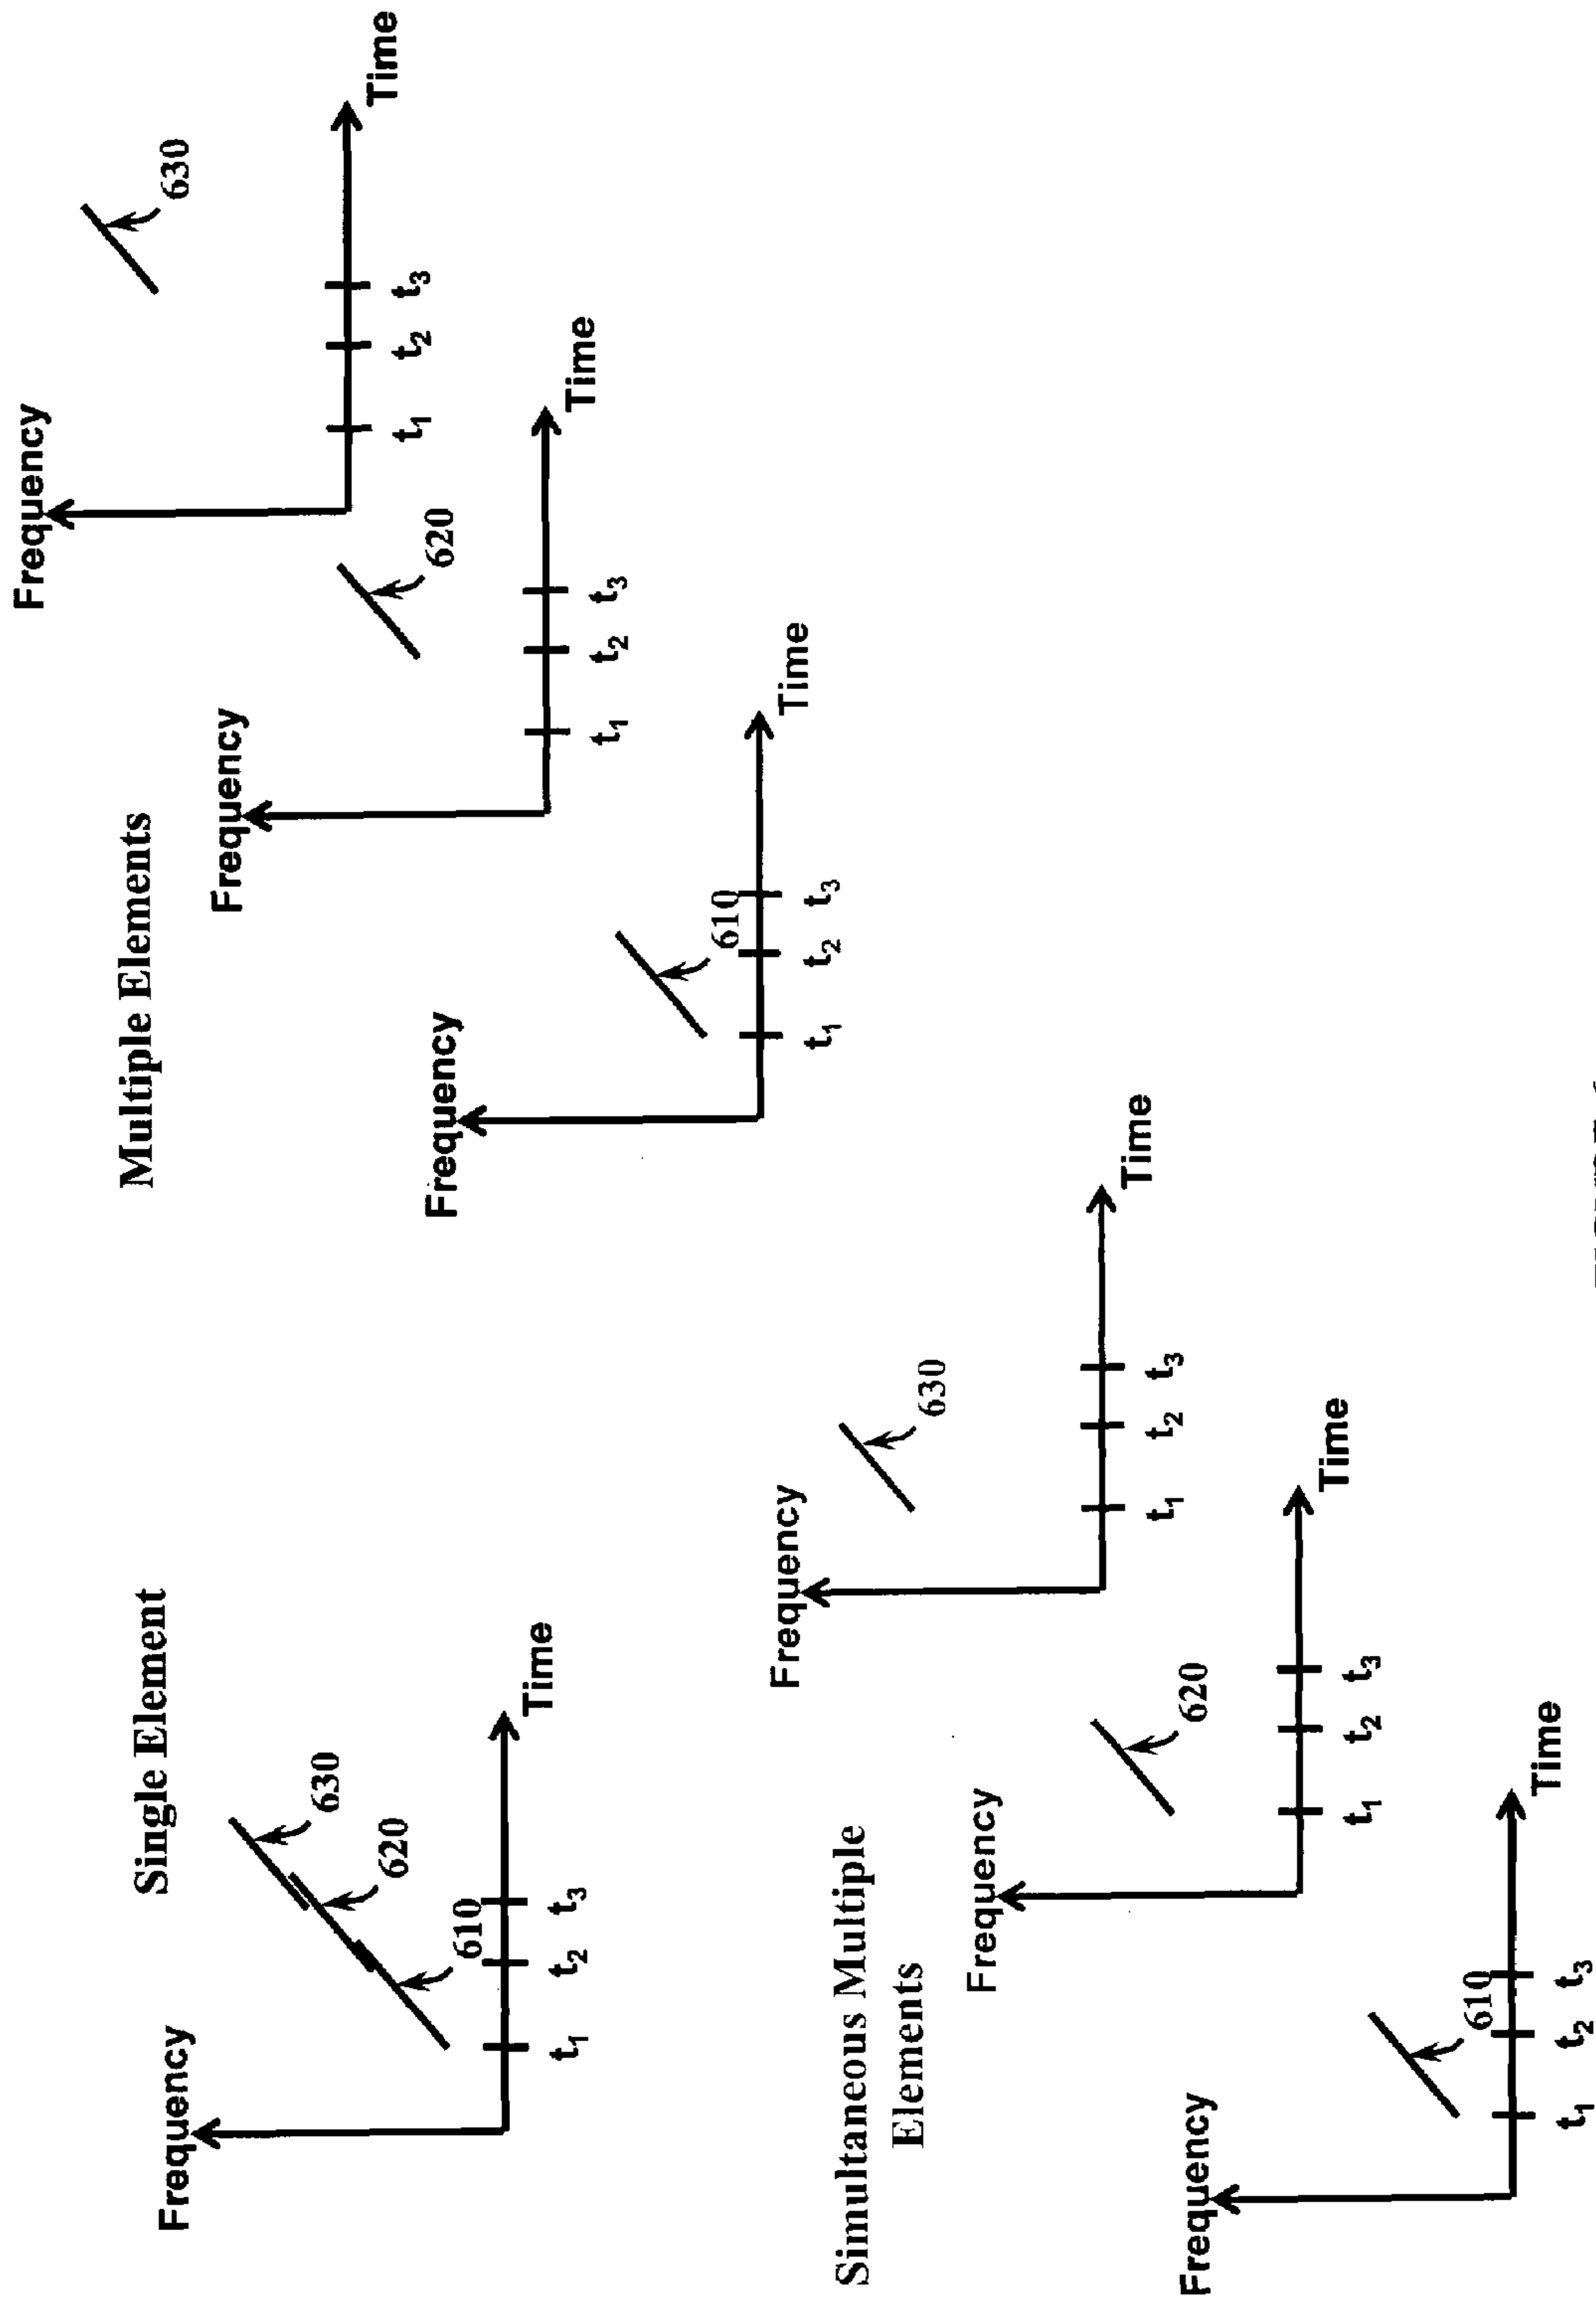 Single Element
Frequency
630
620
610
Time
t₁ t₂ t₃
Multiple Elements
Frequency
630
Time
t₁ t₂ t₃
Frequency
620
Time
t₁ t₂ t₃
Frequency
610
Time
t₁ t₂ t₃
Simultaneous Multiple
Elements
Frequency
630
Time
t₁ t₂ t₃
Frequency
620
Time
t₁ t₂ t₃
Frequency
610
Time
t₁ t₂ t₃